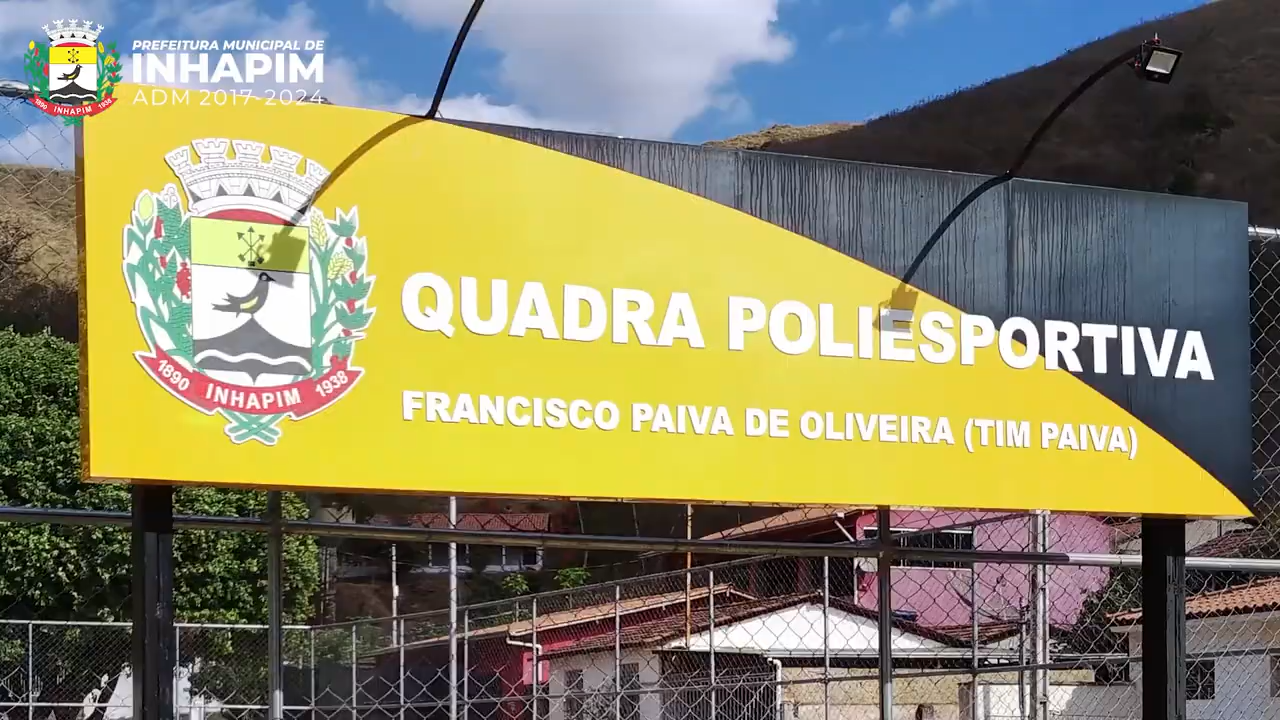 PREFEITURA MUNICIPAL DE
INHAPIM
ADM 2017-2024
1890 INHAPIM 1938
QUADRA POLIESPORTIVA
FRANCISCO PAIVA DE OLIVEIRA (TIM PAIVA)
1890 INHAPIM 1938